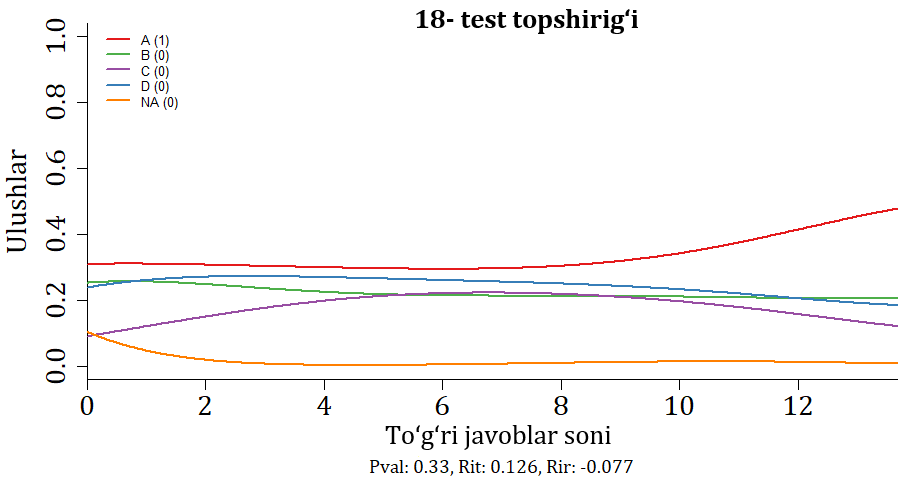 18- test topshirig‘i
A (1)
B (0)
C (0)
D (0)
NA (0)
Ulushlar
1.0
0.8
0.6
0.4
0.2
0.0
0 2 4 6 8 10 12
To‘g‘ri javoblar soni
Pval: 0.33, Rit: 0.126, Rir: -0.077